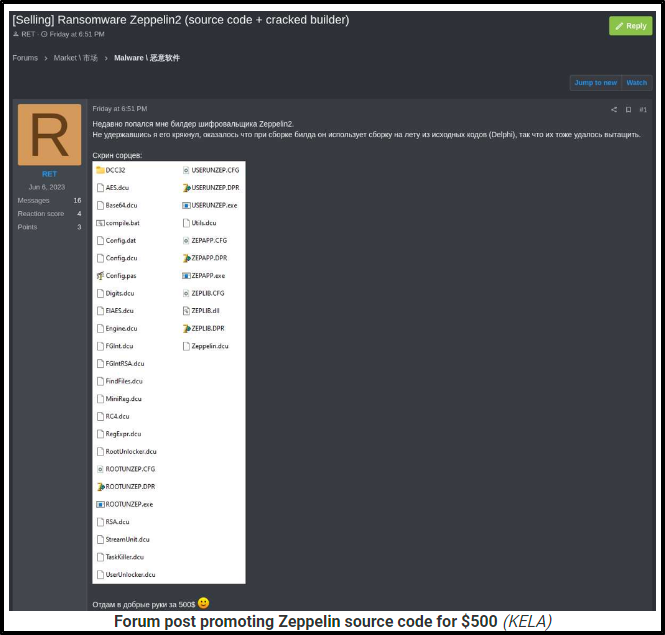 [Selling] Ransomware Zeppelin2 (source code + cracked builder)
RET · Friday at 6:51 PM
Reply
Forums > Market \ 市场 > Malware \ 恶意软件
Jump to new Watch
R
RET
Jun 6, 2023
Messages 16
Reaction score 4
Points 3
Friday at 6:51 PM #1
Недавно попался мне билдер шифровальщика Zeppelin2.
Не удержавшись я его крякнул, оказалось что при сборке билда он использует сборку на лету из исходных кодов (Delphi), так что их тоже удалось вытащить.
Скрин сорцев:
DCC32
AES.dcu
Base64.dcu
compile.bat
Config.dat
Config.dcu
Config.pas
Digits.dcu
EIAES.dcu
Engine.dcu
FGInt.dcu
FGIntRSA.dcu
FindFiles.dcu
MiniReg.dcu
RC4.dcu
RegExpr.dcu
RootUnlocker.dcu
ROOTUNZEP.CFG
ROOTUNZEP.DPR
ROOTUNZEP.exe
RSA.dcu
StreamUnit.dcu
TaskKiller.dcu
UserUnlocker.dcu
USERUNZEP.CFG
USERUNZEP.DPR
USERUNZEP.exe
Utils.dcu
ZEPAPP.CFG
ZEPAPP.DPR
ZEPAPP.exe
ZEPLIB.CFG
ZEPLIB.dll
ZEPLIB.DPR
Zeppelin.dcu
Отдам в добрые руки за 500$
Forum post promoting Zeppelin source code for $500 (KELA)